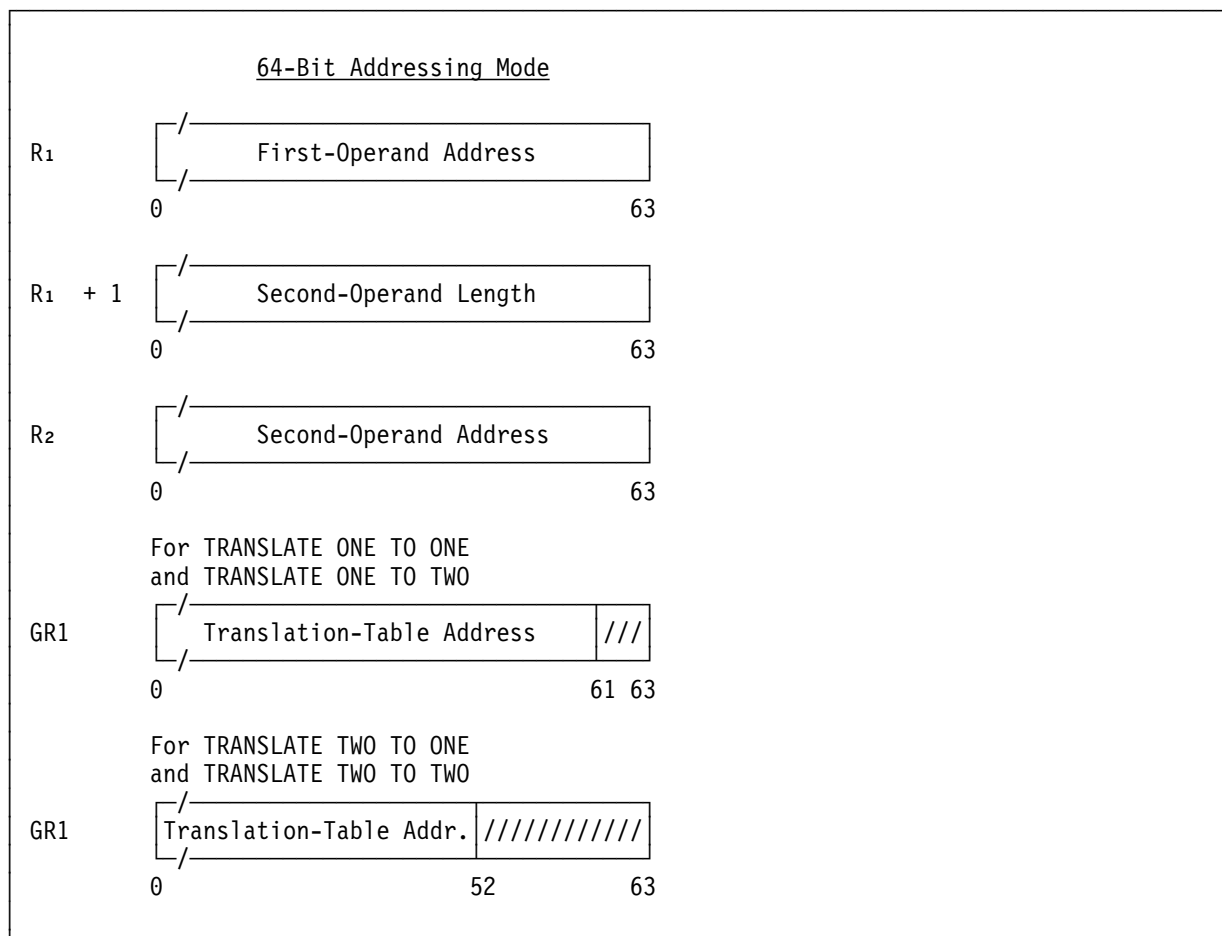 64-Bit Addressing Mode
R₁ First-Operand Address
0 63
R₁ + 1 Second-Operand Length
0 63
R₂ Second-Operand Address
0 63
For TRANSLATE ONE TO ONE
and TRANSLATE ONE TO TWO
GR1 Translation-Table Address ///
0 61 63
For TRANSLATE TWO TO ONE
and TRANSLATE TWO TO TWO
GR1 Translation-Table Addr. ////////////
0 52 63